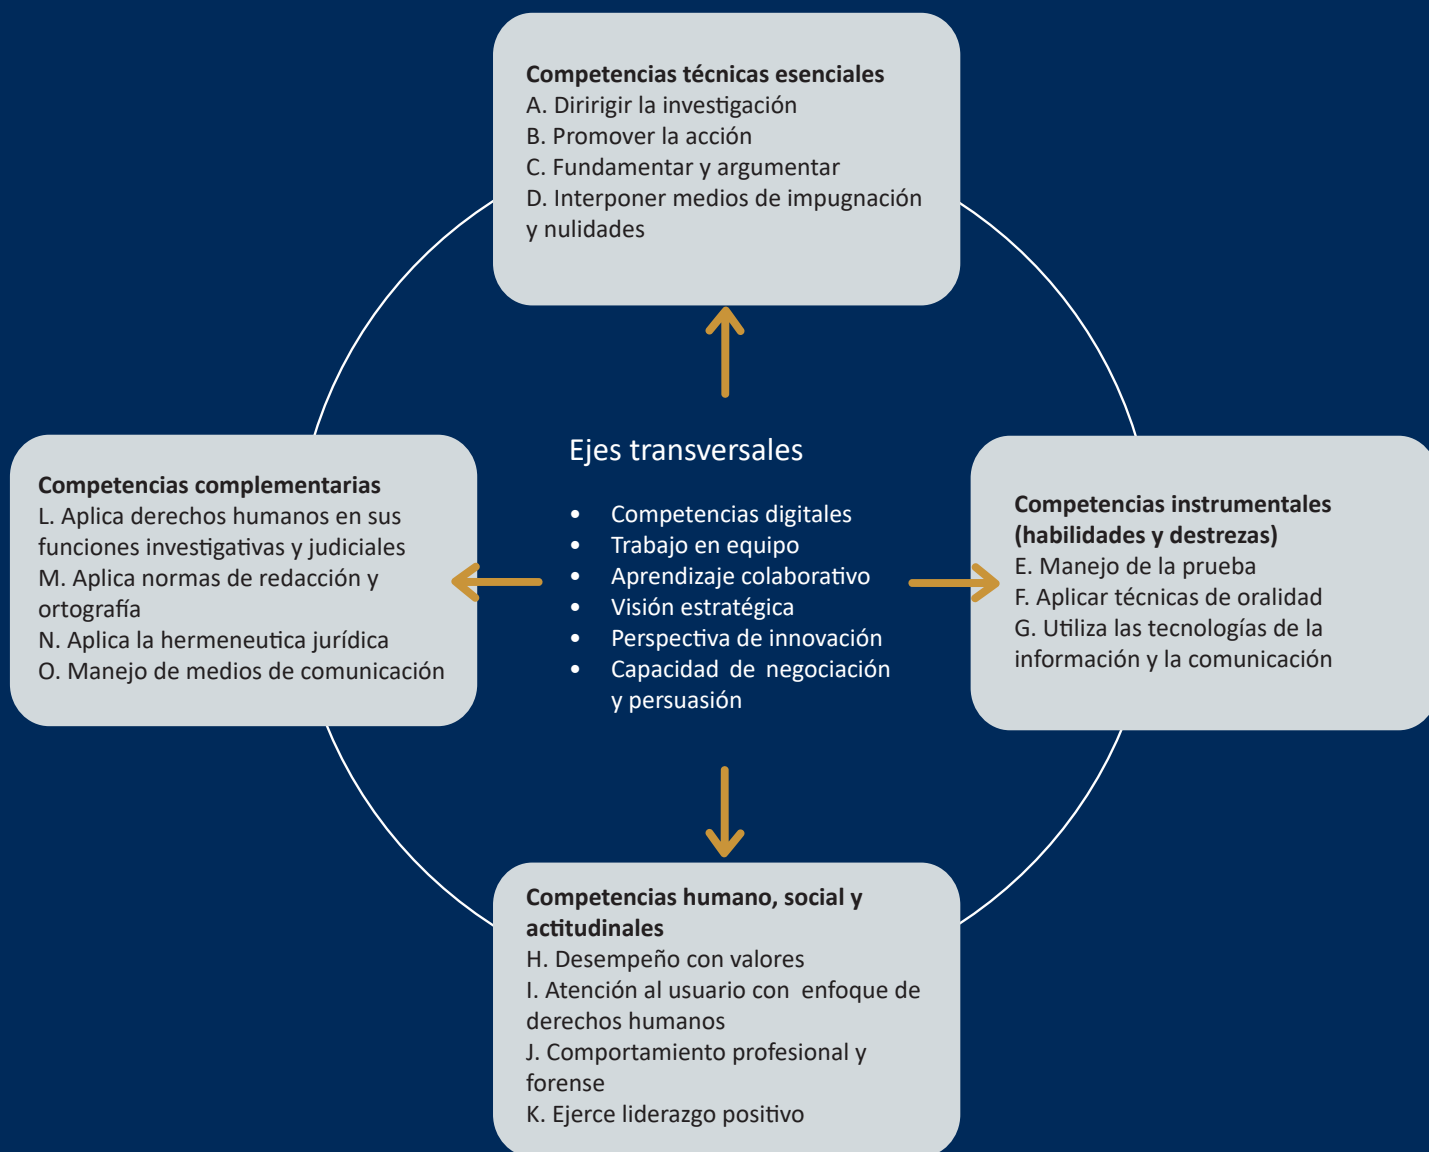 Competencias técnicas esenciales
A. Diririgir la investigación
B. Promover la acción
C. Fundamentar y argumentar
D. Interponer medios de impugnación
y nulidades
Competencias complementarias
L. Aplica derechos humanos en sus
funciones investigativas y judiciales
M. Aplica normas de redacción y
ortografía
N. Aplica la hermeneutica jurídica
O. Manejo de medios de comunicación
Ejes transversales
• Competencias digitales
• Trabajo en equipo
• Aprendizaje colaborativo
• Visión estratégica
• Perspectiva de innovación
• Capacidad de negociación
y persuasión
Competencias instrumentales
(habilidades y destrezas)
E. Manejo de la prueba
F. Aplicar técnicas de oralidad
G. Utiliza las tecnologías de la
información y la comunicación
Competencias humano, social y
actitudinales
H. Desempeño con valores
I. Atención al usuario con enfoque de
derechos humanos
J. Comportamiento profesional y
forense
K. Ejerce liderazgo positivo